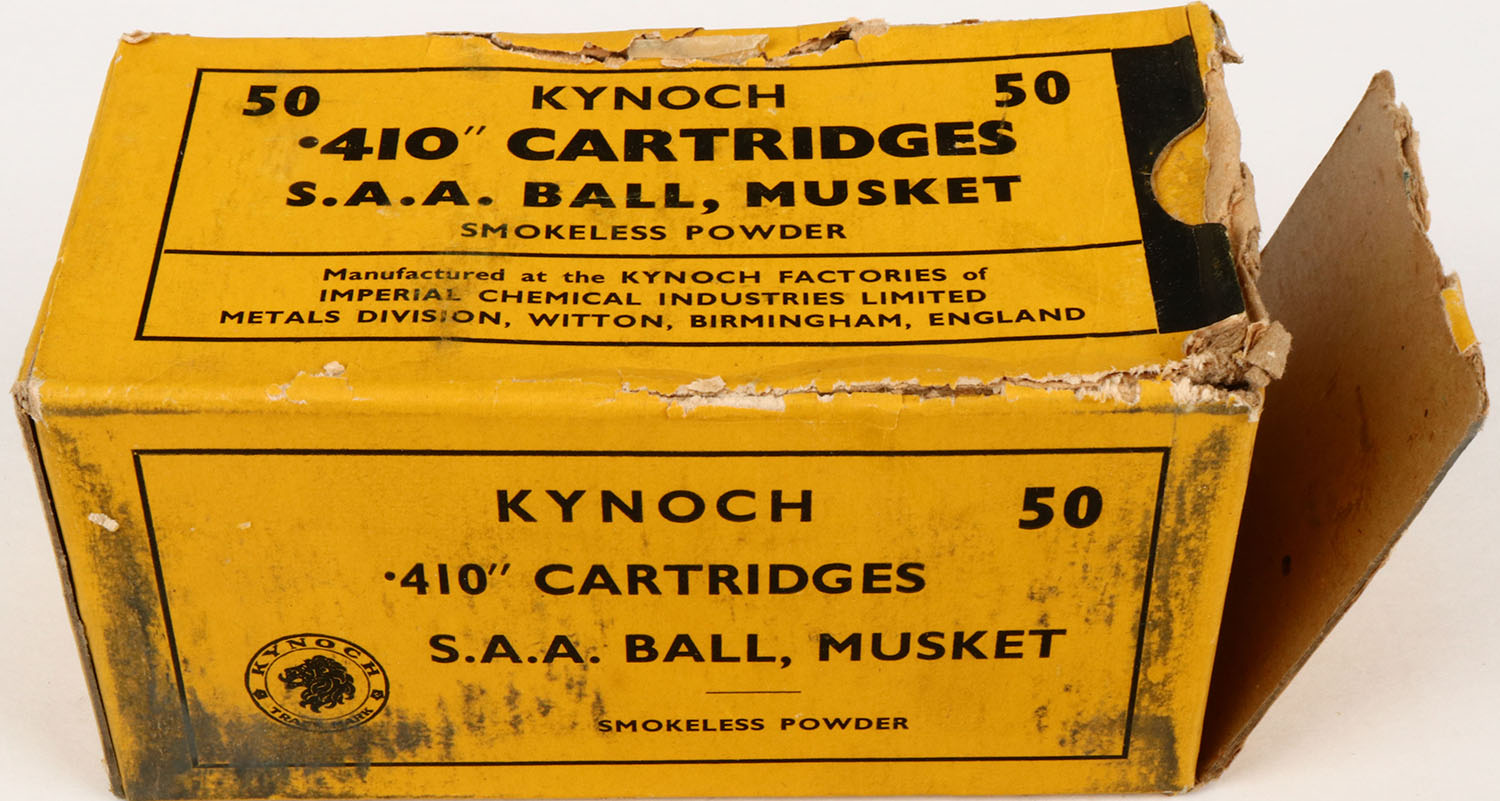 50 KYNOCH 50
·410" CARTRIDGES
S.A.A. BALL, MUSKET
SMOKELESS POWDER
Manufactured at the KYNOCH FACTORIES of
IMPERIAL CHEMICAL INDUSTRIES LIMITED
METALS DIVISION, WITTON, BIRMINGHAM, ENGLAND
KYNOCH 50
·410" CARTRIDGES
S.A.A. BALL, MUSKET
SMOKELESS POWDER
KYNOCH
TRADE MARK